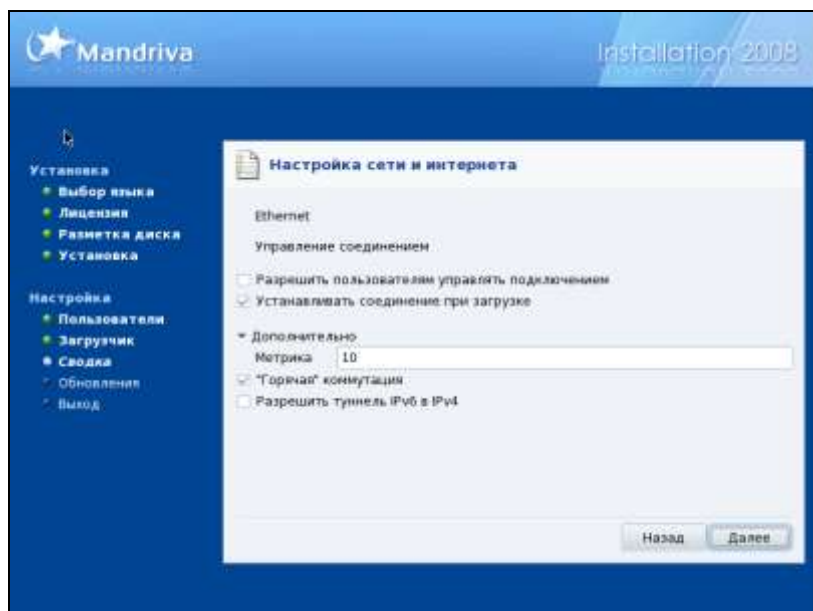 Mandriva
Installation 2008
Установка
Выбор языка
Лицензия
Разметка диска
Установка
Настройка
Пользователи
Загрузчик
Сводка
Обновления
Выход
Настройка сети и интернета
Ethernet
Управление соединением
Разрешить пользователям управлять подключением
Устанавливать соединение при загрузке
Дополнительно
Метрика 10
"Горячая" коммутация
Разрешить туннель IPv6 в IPv4
Назад Далее